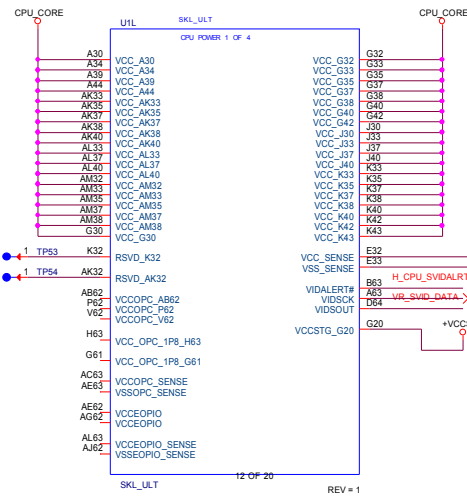 CPU_CORE
CPU_CORE
U1L
SKL_ULT
CPU POWER 1 OF 4
A30 VCC_A30
A34 VCC_A34
A39 VCC_A39
A44 VCC_A44
AK33 VCC_AK33
AK35 VCC_AK35
AK37 VCC_AK37
AK38 VCC_AK38
AK40 VCC_AK40
AL33 VCC_AL33
AL37 VCC_AL37
AL40 VCC_AL40
AM32 VCC_AM32
AM33 VCC_AM33
AM35 VCC_AM35
AM37 VCC_AM37
AM38 VCC_AM38
G30 VCC_G30
1 TP53 K32 RSVD_K32
1 TP54 AK32 RSVD_AK32
AB62 VCCOPC_AB62
P62 VCCOPC_P62
V62 VCCOPC_V62
H63 VCC_OPC_1P8_H63
G61 VCC_OPC_1P8_G61
AC63 VCCOPC_SENSE
AE63 VSSOPC_SENSE
AE62 VCCEOPIO
AG62 VCCEOPIO
AL63 VCCEOPIO_SENSE
AJ62 VSSEOPIO_SENSE
VCC_G32 G32
VCC_G33 G33
VCC_G35 G35
VCC_G37 G37
VCC_G38 G38
VCC_G40 G40
VCC_G42 G42
VCC_J30 J30
VCC_J33 J33
VCC_J37 J37
VCC_J40 J40
VCC_K33 K33
VCC_K35 K35
VCC_K37 K37
VCC_K38 K38
VCC_K40 K40
VCC_K42 K42
VCC_K43 K43
VCC_SENSE E32
VSS_SENSE E33
H_CPU_SVIDALRT
VIDALERT# B63
VIDSCK A63 VR_SVID_DATA
VIDSOUT D64
VCCSTG_G20 G20
+VCCS
12 OF 20
SKL_ULT
REV = 1